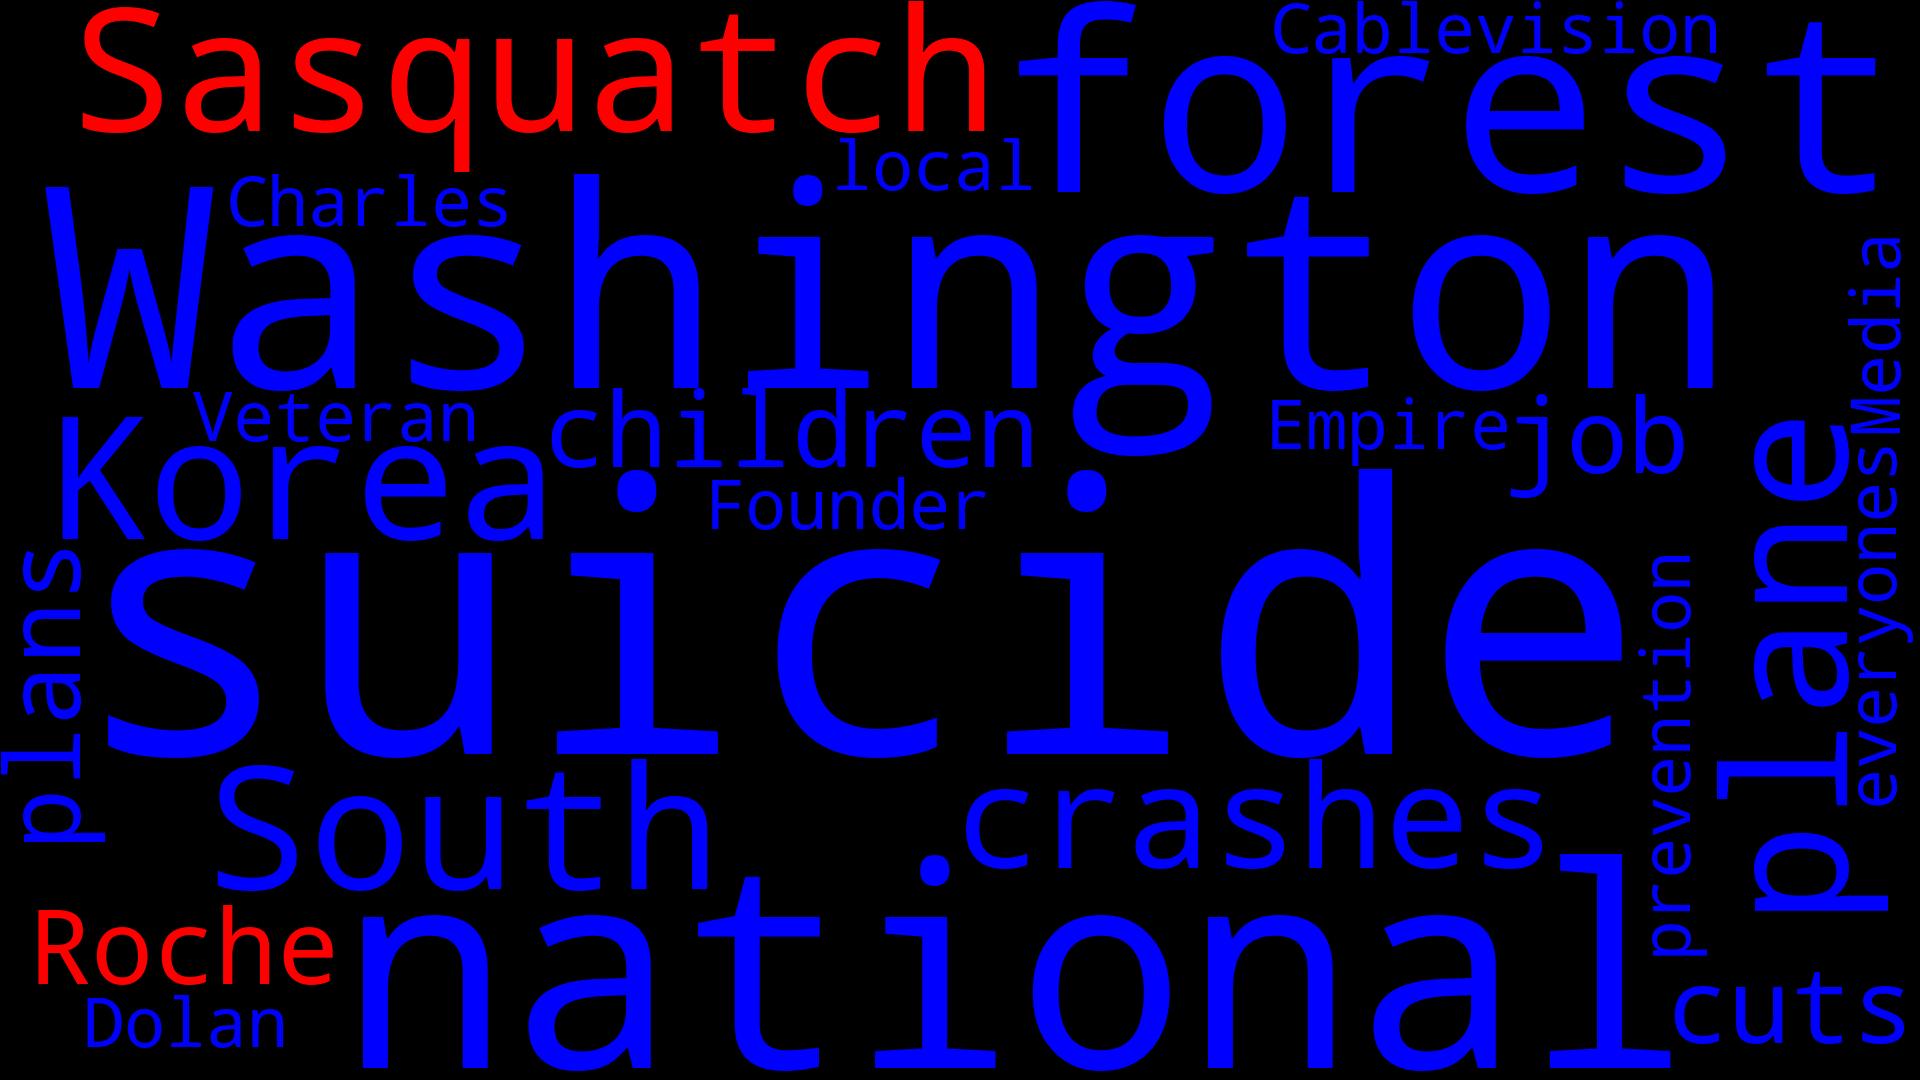 Sasquatch
forest
Cablevision
local
Charles
Washington
Media
Veteran
children
Empire
job
Korea
Founder
suicide
plane
everyones
plans
prevention
South
crashes
Roche
national
Dolan
cuts